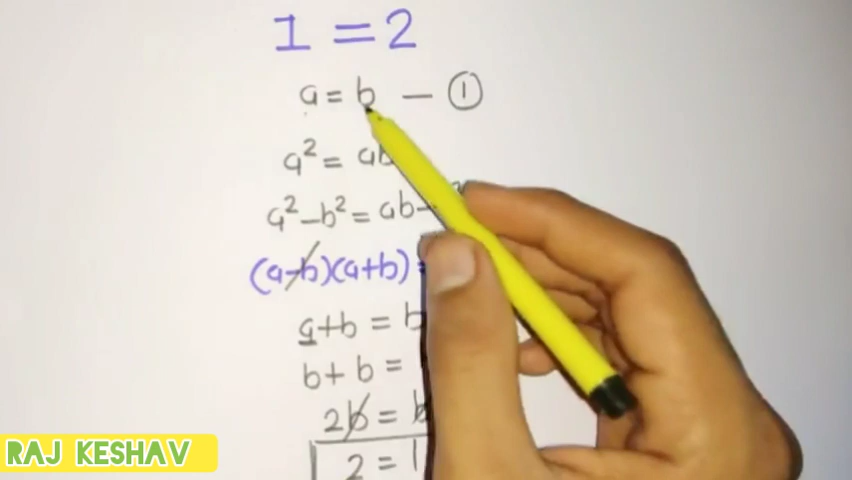 1 = 2
a = b — ①
a² = ab
a² – b² = ab –
(a–b)(a+b) =
a+b = b
b+b =
2b = b
2 = 1
RAJ KESHAV